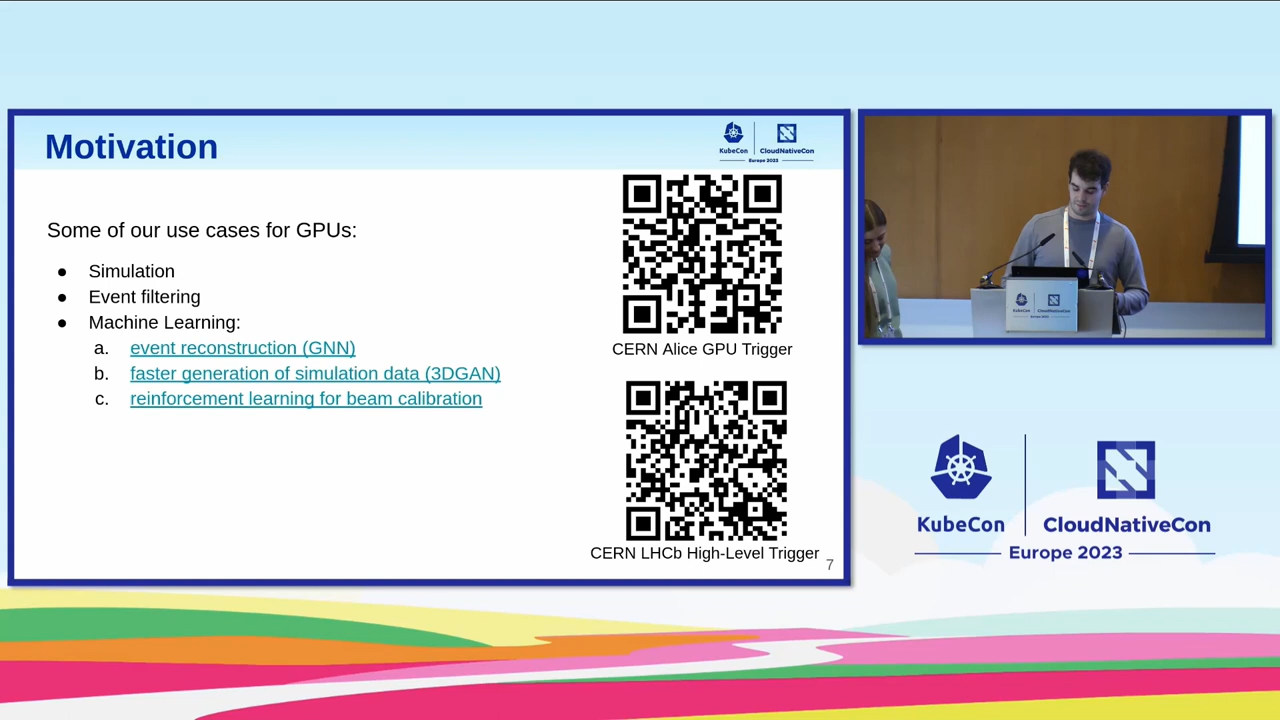 Motivation
KubeCon
CloudNativeCon
Europe 2023
Some of our use cases for GPUs:
● Simulation
● Event filtering
● Machine Learning:
a. event reconstruction (GNN)
b. faster generation of simulation data (3DGAN)
c. reinforcement learning for beam calibration
CERN Alice GPU Trigger
CERN LHCb High-Level Trigger
7
KubeCon
CloudNativeCon
KubeCon
CloudNativeCon
Europe 2023